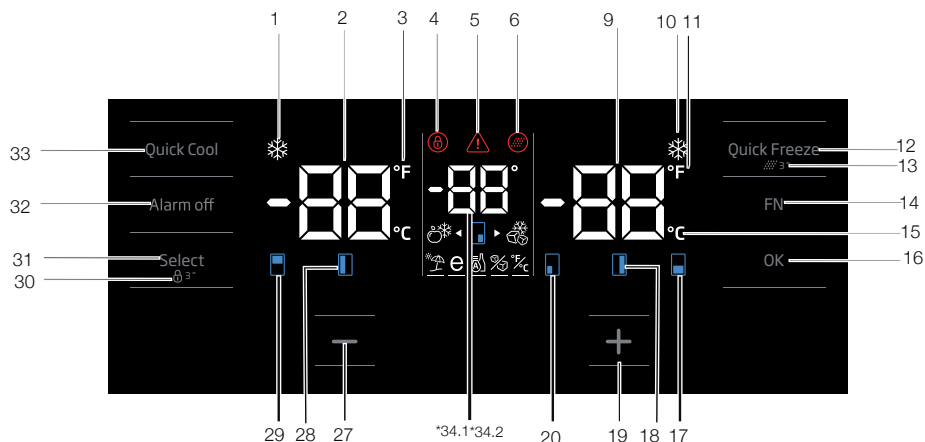 1 2 3 4 5 6 9 10 11
33 Quick Cool Quick Freeze 12
3" 13
°F ° °F
-88 -88 -88
32 Alarm off FN 14
°C °C 15
31 Select OK 16
30 3"
e °F/°C
29 28 27 *34.1*34.2 20 19 18 17